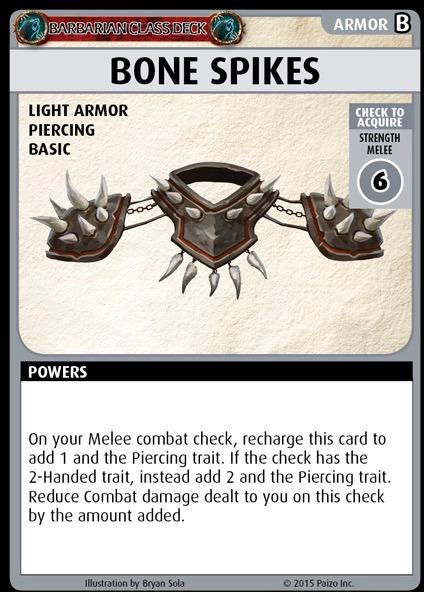 BARBARIAN CLASS DECK
ARMOR B
BONE SPIKES
LIGHT ARMOR
PIERCING
BASIC
CHECK TO
ACQUIRE
STRENGTH
MELEE
6
POWERS
On your Melee combat check, recharge this card to
add 1 and the Piercing trait. If the check has the
2-Handed trait, instead add 2 and the Piercing trait.
Reduce Combat damage dealt to you on this check
by the amount added.
Illustration by Bryan Sola
© 2015 Paizo Inc.